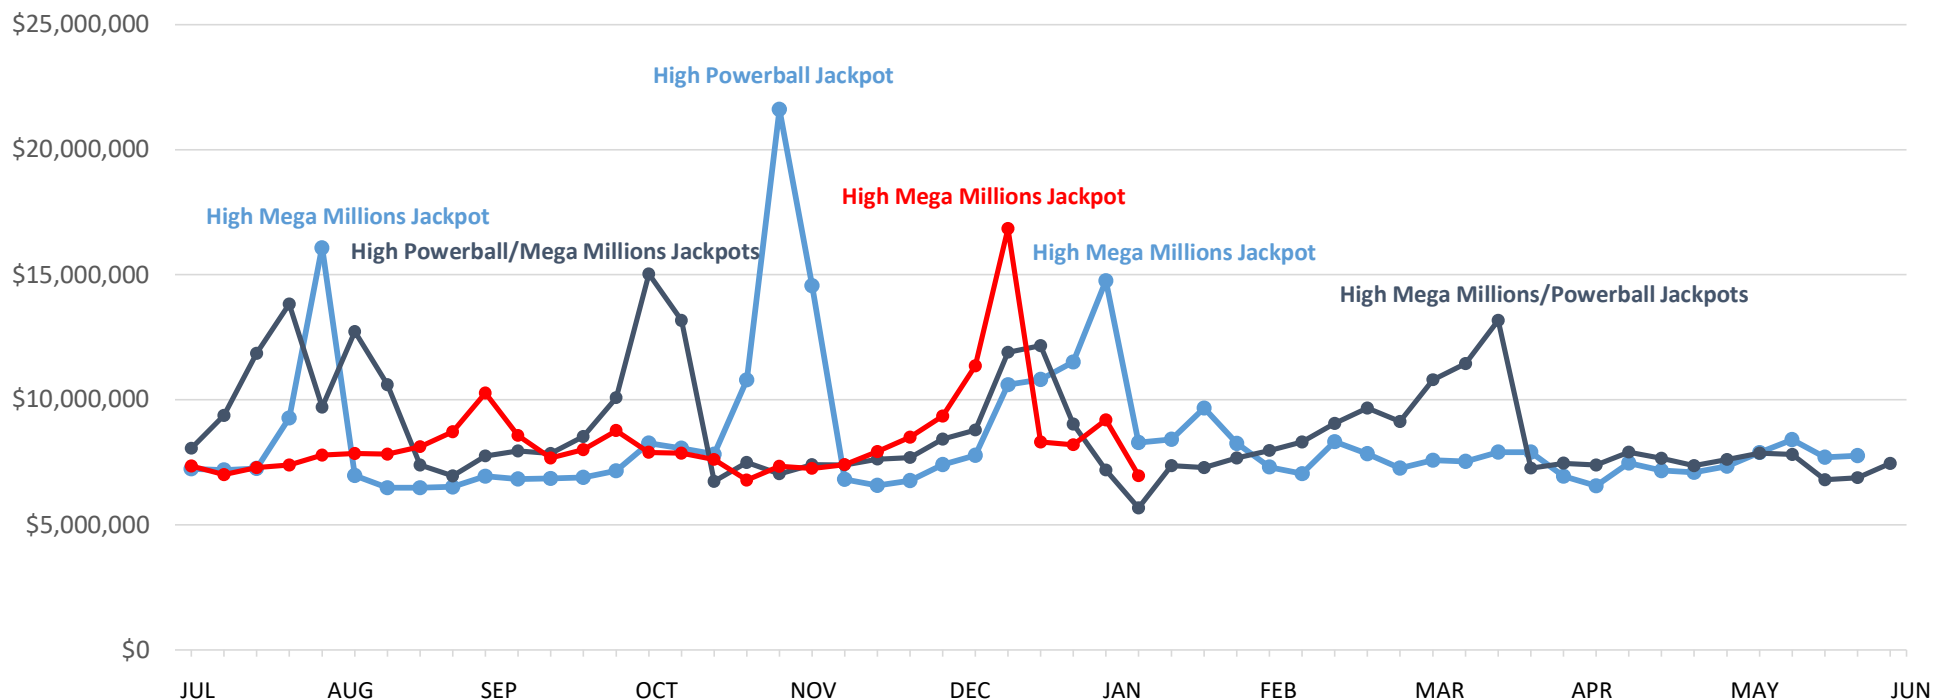 $25,000,000
High Powerball Jackpot
$20,000,000
High Mega Millions Jackpot
High Mega Millions Jackpot
High Powerball/Mega Millions Jackpots
High Mega Millions Jackpot
$15,000,000
High Mega Millions/Powerball Jackpots
$10,000,000
$5,000,000
$0
JUL AUG SEP OCT NOV DEC JAN FEB MAR APR MAY JUN